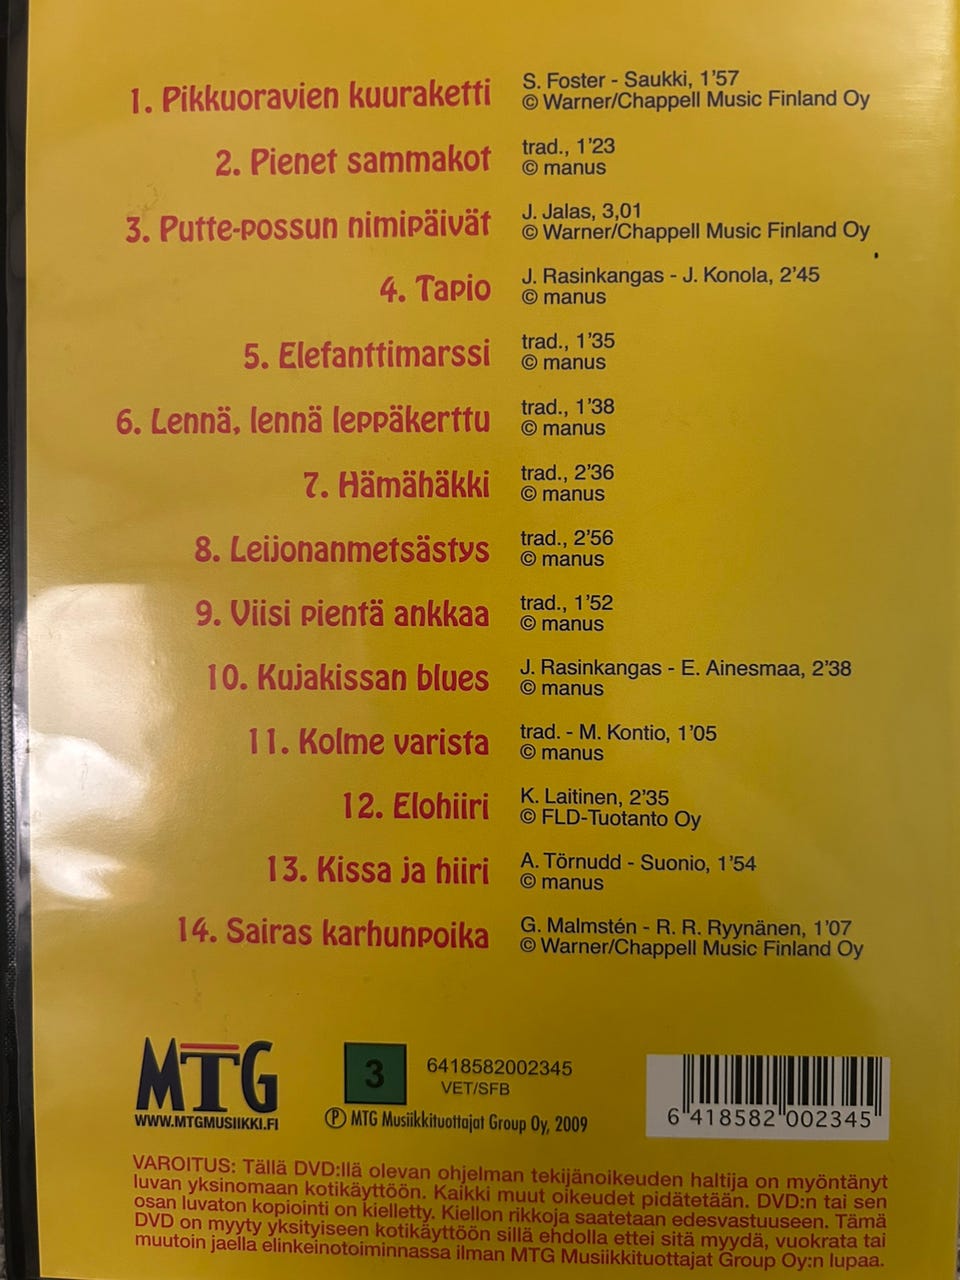 1. Pikkuoravien kuuraketti
S. Foster - Saukki, 1'57
© Warner/Chappell Music Finland Oy
2. Pienet sammakot
trad., 1'23
© manus
3. Putte-possun nimipäivät
J. Jalas, 3,01
© Warner/Chappell Music Finland Oy
4. Tapio
J. Rasinkangas - J. Konola, 2'45
© manus
5. Elefanttimarssi
trad., 1'35
© manus
6. Lennä, lennä leppäkerttu
trad., 1'38
© manus
7. Hämähäkki
trad., 2'36
© manus
8. Leijonanmetsästys
trad., 2'56
© manus
9. Viisi pientä ankkaa
trad., 1'52
© manus
10. Kujakissan blues
J. Rasinkangas - E. Ainesmaa, 2'38
© manus
11. Kolme varista
trad. - M. Kontio, 1'05
© manus
12. Elohiiri
K. Laitinen, 2'35
© FLD-Tuotanto Oy
13. Kissa ja hiiri
A. Törnudd - Suonio, 1'54
© manus
14. Sairas karhunpoika
G. Malmstén - R. R. Ryynänen, 1'07
© Warner/Chappell Music Finland Oy
MTG
WWW.MTGMUSIIKKI.FI
3
6418582002345
VET/SFB
℗ MTG Musiikkituottajat Group Oy, 2009
6 418582 002345
VAROITUS: Tällä DVD:llä olevan ohjelman tekijänoikeuden haltija on myöntänyt
luvan yksinomaan kotikäyttöön. Kaikki muut oikeudet pidätetään. DVD:n tai sen
osan luvaton kopiointi on kielletty. Kiellon rikkoja saatetaan edesvastuuseen. Tämä
DVD on myyty yksityiseen kotikäyttöön sillä ehdolla ettei sitä myydä, vuokrata tai
muutoin jaella elinkeinotoiminnassa ilman MTG Musiikkituottajat Group Oy:n lupaa.